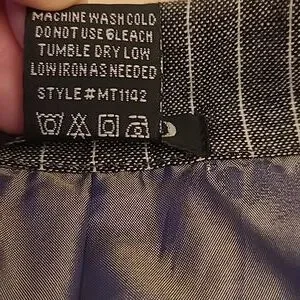 MACHINE WASH COLD
DO NOT USE BLEACH
TUMBLE DRY LOW
LOW IRON AS NEEDED
STYLE#MT1142